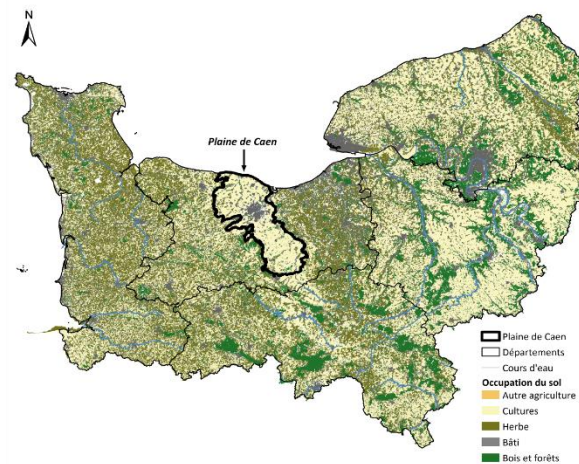 N
Plaine de Caen
Plaine de Caen
Départements
Cours d'eau
Occupation du sol
Autre agriculture
Cultures
Herbe
Bâti
Bois et forêts